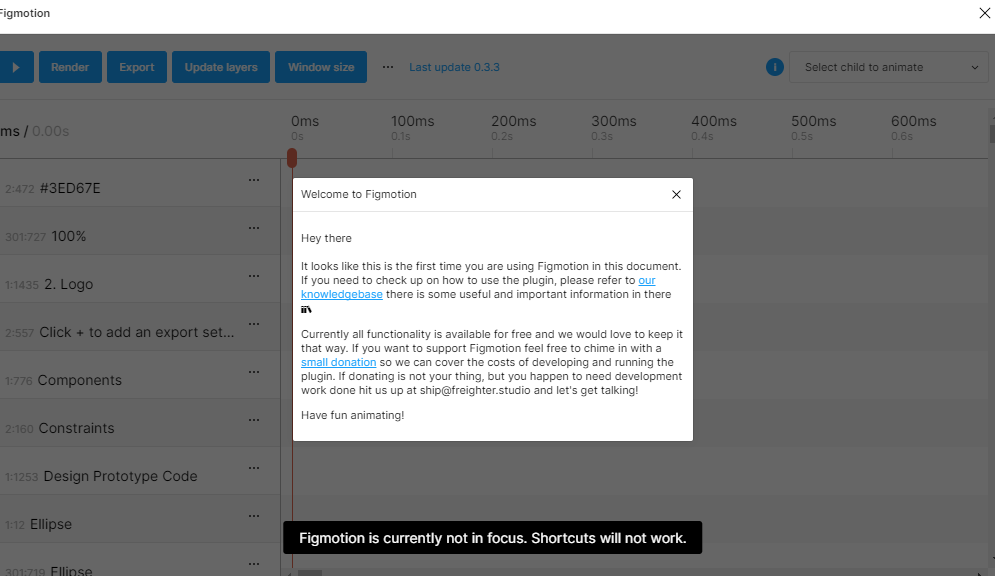 Figmotion
Render
Export
Update layers
Window size
...
Last update 0.3.3
i
Select child to animate
ms / 0.00s
0ms
100ms
200ms
300ms
400ms
500ms
600ms
0s
0.1s
0.2s
0.3s
0.4s
0.5s
0.6s
2:472 #3ED67E
301:727 100%
1:1435 2. Logo
2:557 Click + to add an export set...
1:776 Components
2:160 Constraints
1:1253 Design Prototype Code
1:12 Ellipse
301:719 Ellipse
Welcome to Figmotion
Hey there
It looks like this is the first time you are using Figmotion in this document.
If you need to check up on how to use the plugin, please refer to our
knowledgebase there is some useful and important information in there
Currently all functionality is available for free and we would love to keep it
that way. If you want to support Figmotion feel free to chime in with a
small donation so we can cover the costs of developing and running the
plugin. If donating is not your thing, but you happen to need development
work done hit us up at ship@freighter.studio and let's get talking!
Have fun animating!
Figmotion is currently not in focus. Shortcuts will not work.